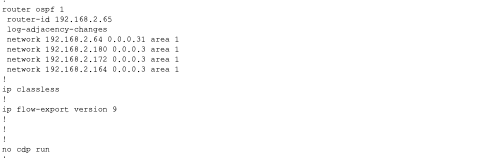 !
router ospf 1
 router-id 192.168.2.65
 log-adjacency-changes
 network 192.168.2.64 0.0.0.31 area 1
 network 192.168.2.180 0.0.0.3 area 1
 network 192.168.2.172 0.0.0.3 area 1
 network 192.168.2.164 0.0.0.3 area 1
!
ip classless
!
ip flow-export version 9
!
!
!
no cdp run
!